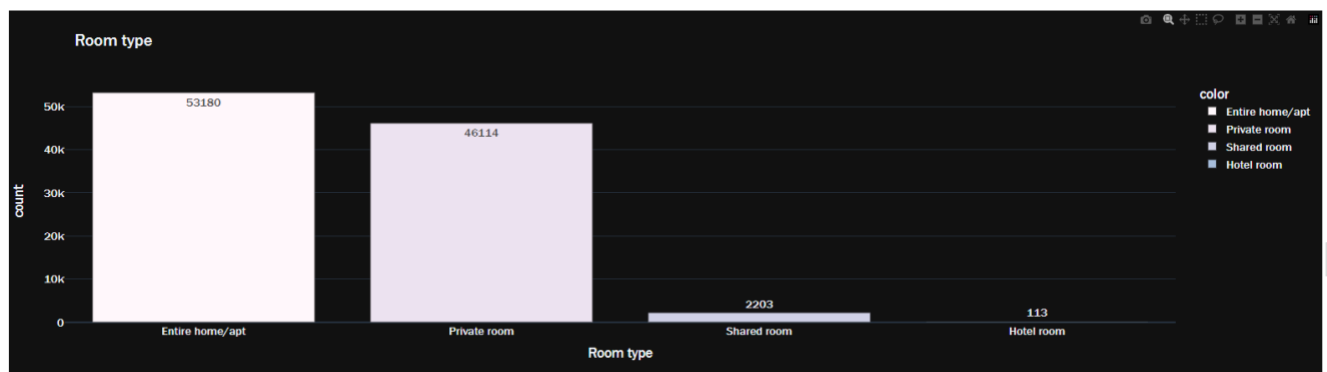 Room type
50k
40k
30k
20k
10k
0
count
53180
46114
2203
113
Entire home/apt
Private room
Shared room
Hotel room
Room type
color
Entire home/apt
Private room
Shared room
Hotel room